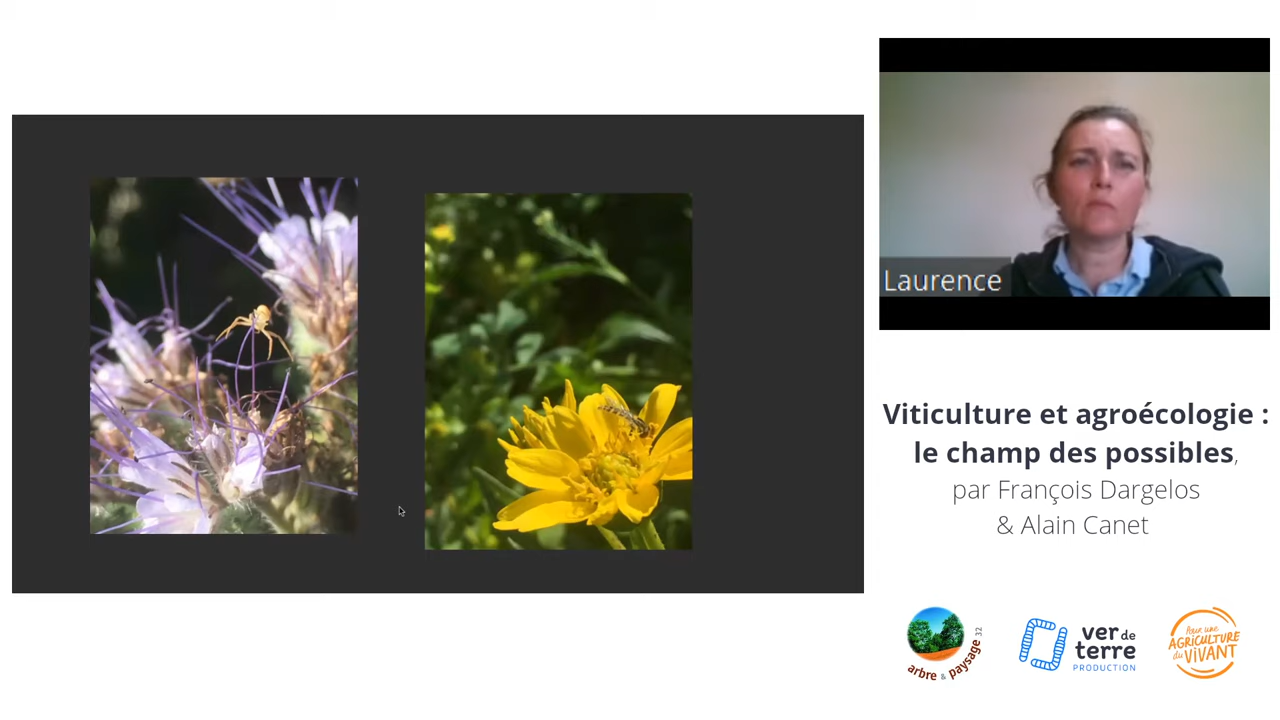 Laurence
Viticulture et agroécologie :
le champ des possibles,
par François Dargelos
& Alain Canet
arbre & paysage 32
ver de
terre
PRODUCTION
Pour une
AGRICULTURE
du ViVANT